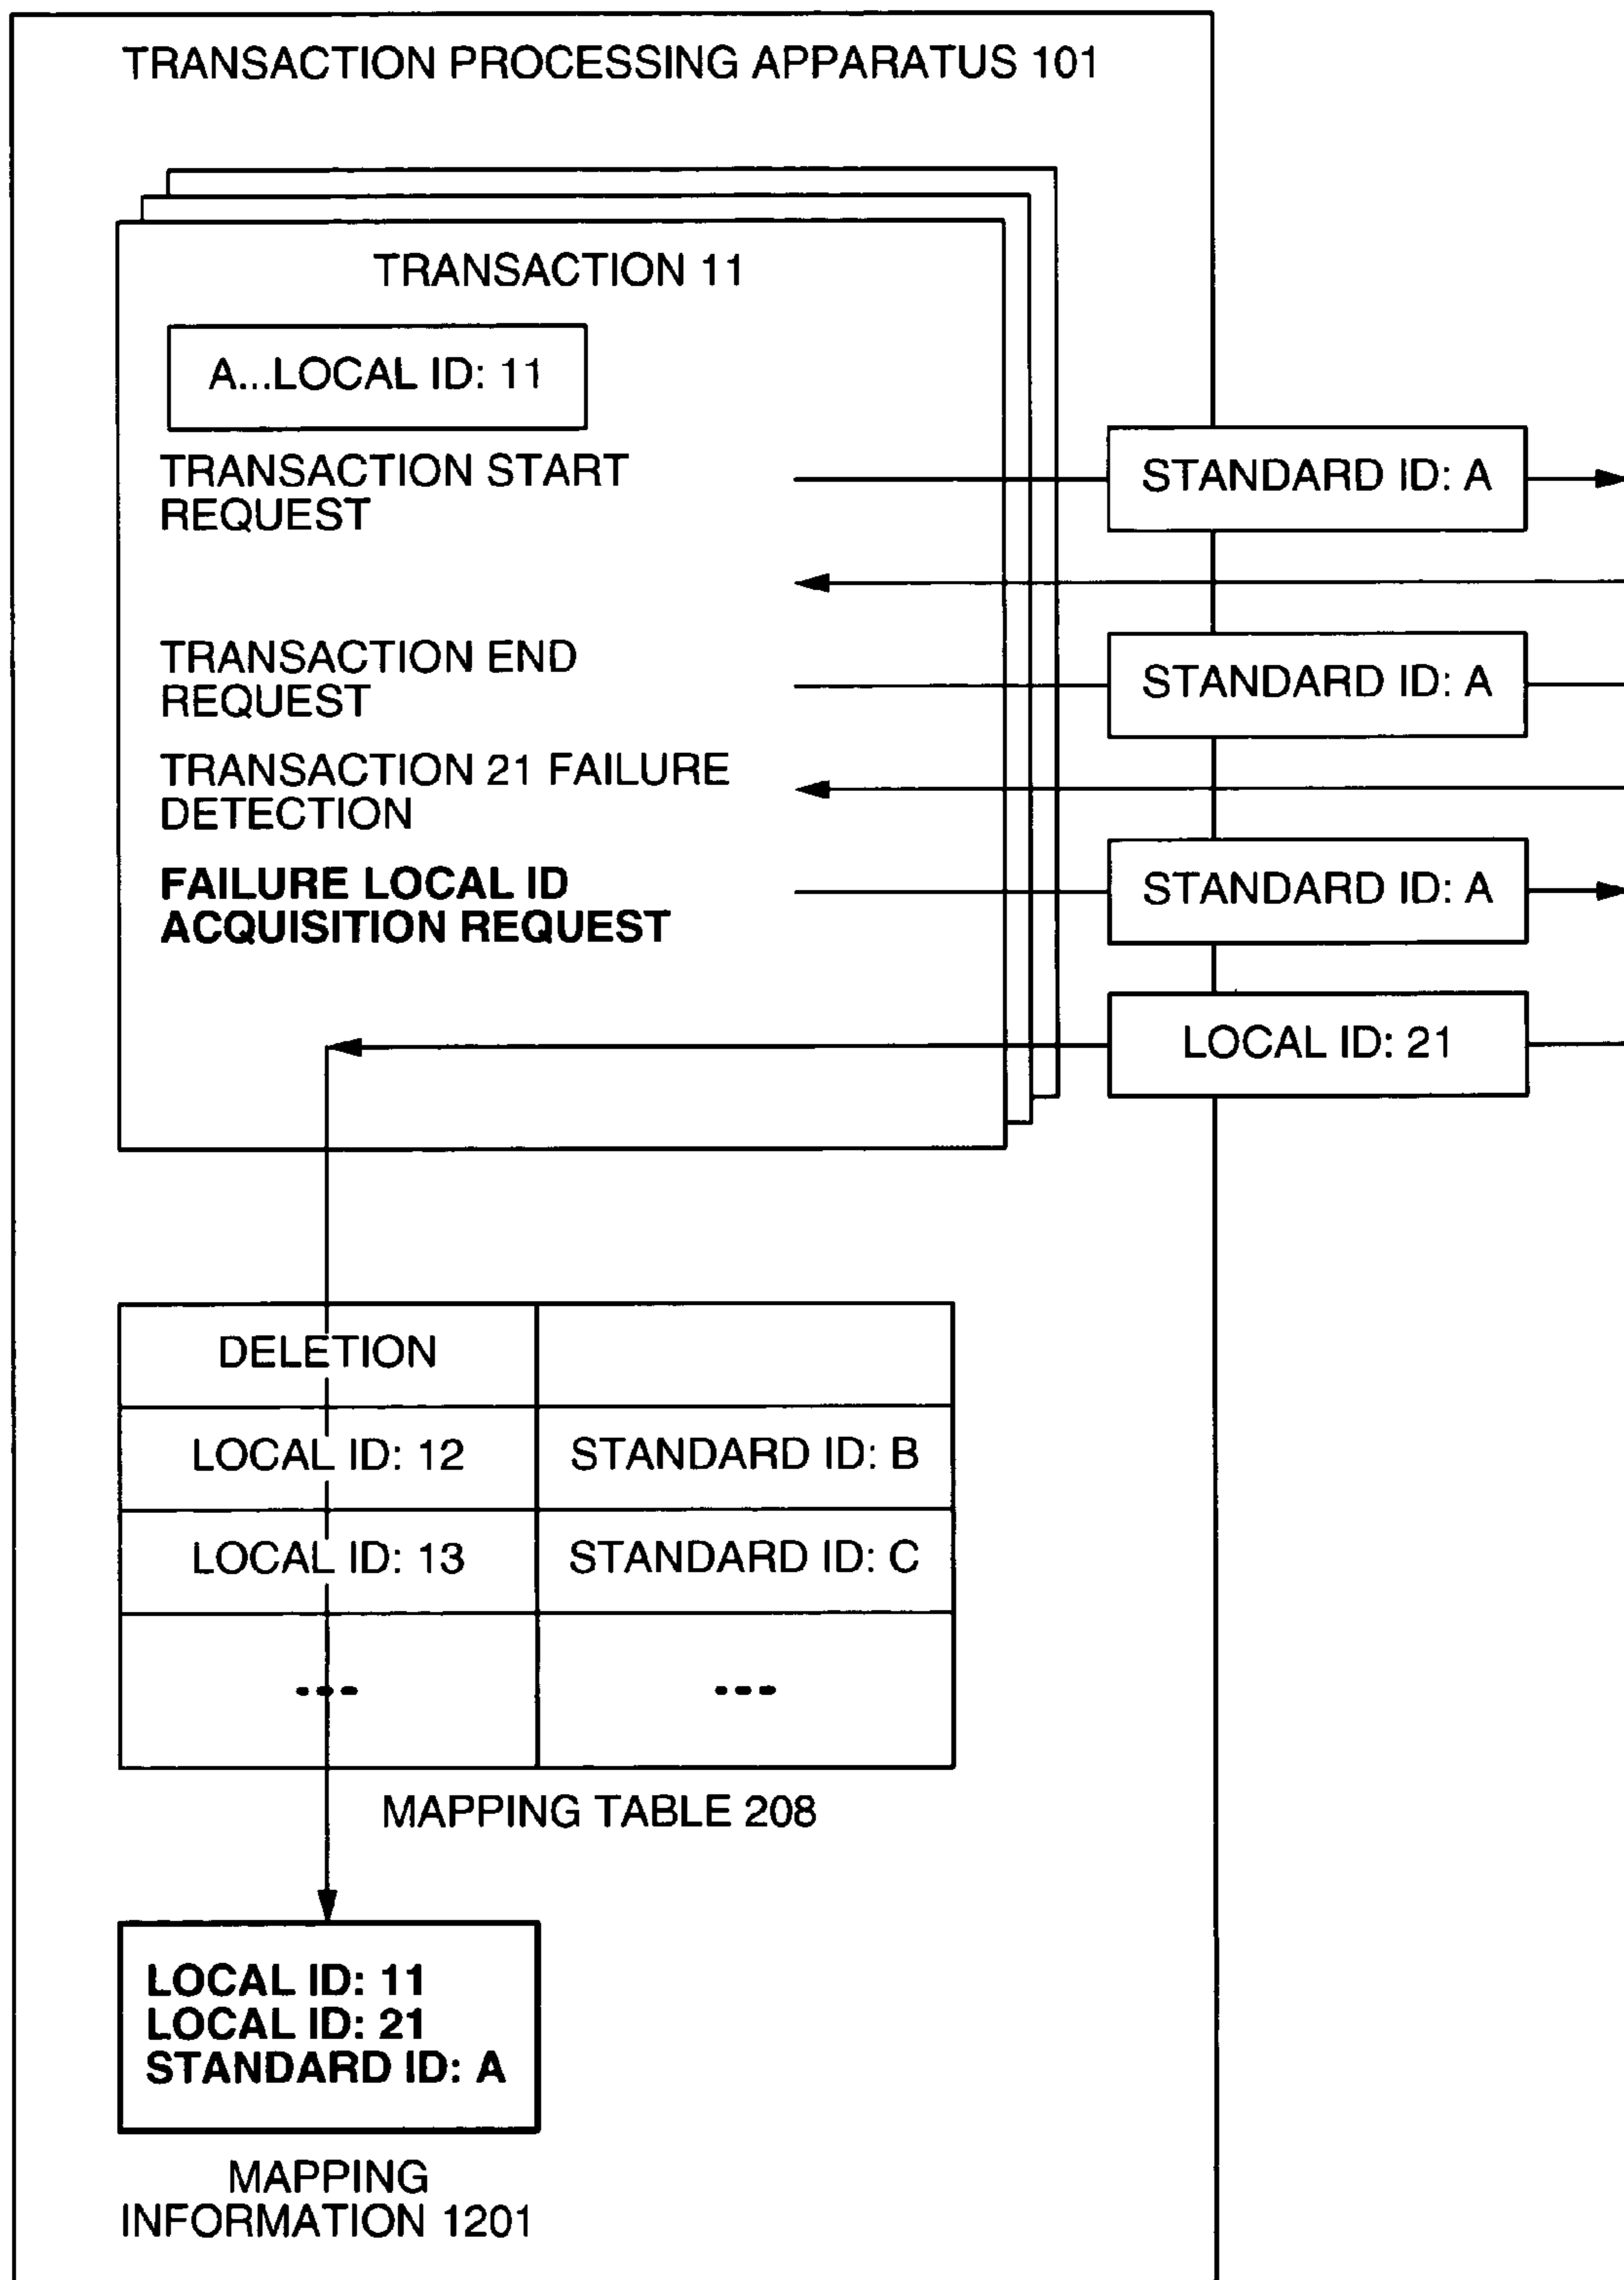 TRANSACTION PROCESSING APPARATUS 101
TRANSACTION 11
A...LOCAL ID: 11
TRANSACTION START
REQUEST
STANDARD ID: A
TRANSACTION END
REQUEST
STANDARD ID: A
TRANSACTION 21 FAILURE
DETECTION
FAILURE LOCAL ID
ACQUISITION REQUEST
STANDARD ID: A
LOCAL ID: 21
DELETION
LOCAL ID: 12 STANDARD ID: B
LOCAL ID: 13 STANDARD ID: C
... ...
MAPPING TABLE 208
LOCAL ID: 11
LOCAL ID: 21
STANDARD ID: A
MAPPING
INFORMATION 1201